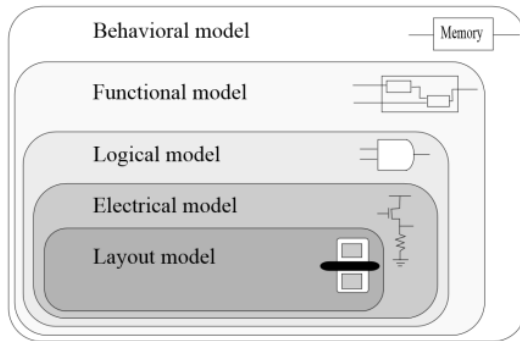 Behavioral model
Memory
Functional model
Logical model
Electrical model
Layout model